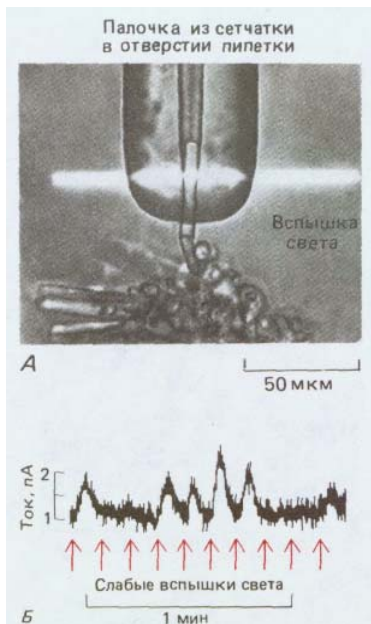 Палочка из сетчатки
в отверстии пипетки
Вспышка
света
А
50 мкм
Ток, пА
2
1
Слабые вспышки света
Б
1 мин